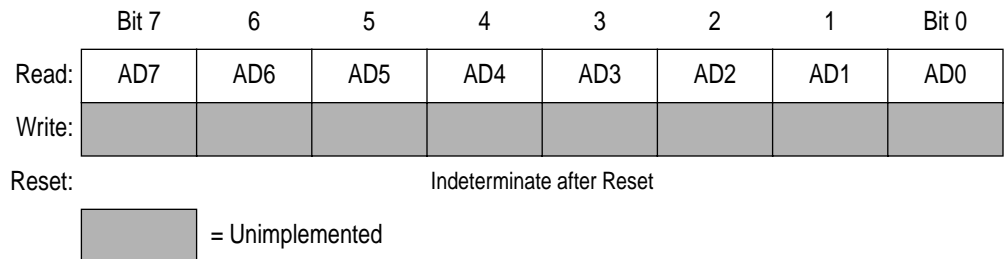 Bit 7 6 5 4 3 2 1 Bit 0
Read: AD7 AD6 AD5 AD4 AD3 AD2 AD1 AD0
Write:
Reset: Indeterminate after Reset
= Unimplemented